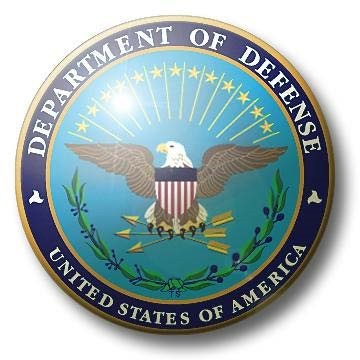 DEPARTMENT OF DEFENSE
UNITED STATES OF AMERICA